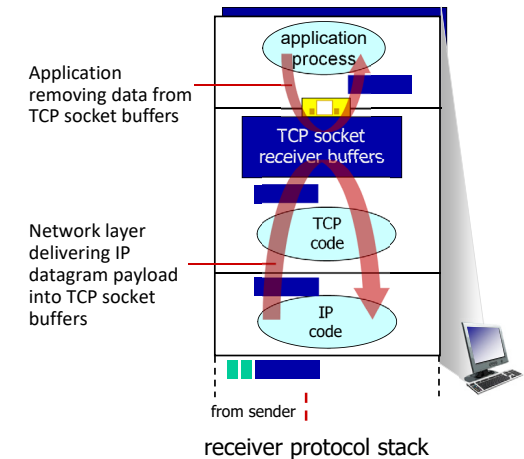 application
process
Application
removing data from
TCP socket buffers
TCP socket
receiver buffers
Network layer
delivering IP
datagram payload
into TCP socket
buffers
TCP
code
IP
code
from sender
receiver protocol stack